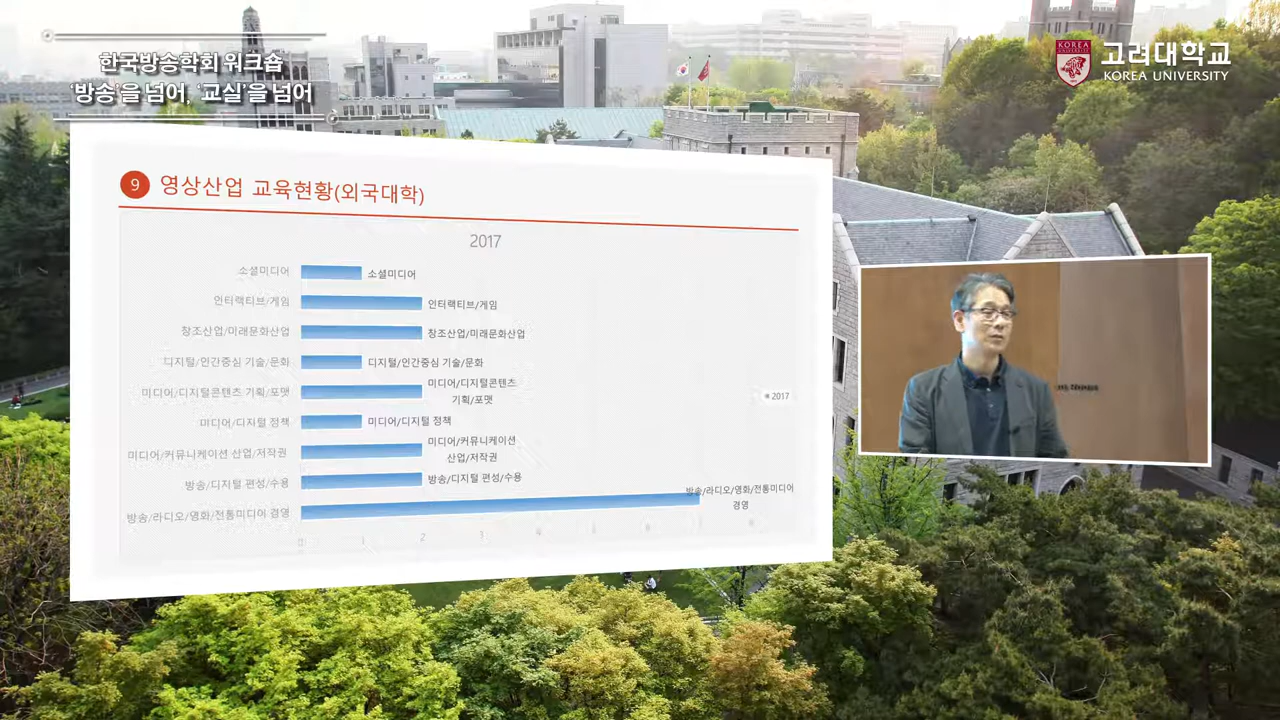 한국방송학회 워크숍
'방송'을 넘어, '교실'을 넘어
KOREA
고려대학교
KOREA UNIVERSITY
9 영상산업 교육현황(외국대학)
2017
소셜미디어 소셜미디어
인터랙티브/게임 인터랙티브/게임
창조산업/미래문화산업 창조산업/미래문화산업
디지털/인간중심 기술/문화 디지털/인간중심 기술/문화
미디어/디지털콘텐츠 기획/포맷 미디어/디지털콘텐츠
기획/포맷
2017
미디어/디지털 정책 미디어/디지털 정책
미디어/커뮤니케이션 산업/저작권 미디어/커뮤니케이션
산업/저작권
방송/디지털 편성/수용 방송/디지털 편성/수용
방송/라디오/영화/전통미디어 경영 방송/라디오/영화/전통미디어
경영
1 2 3